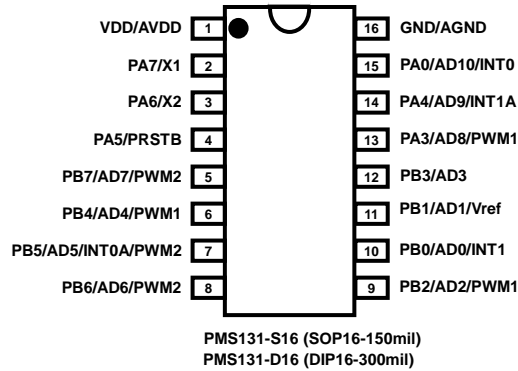 VDD/AVDD 1 16 GND/AGND
PA7/X1 2 15 PA0/AD10/INT0
PA6/X2 3 14 PA4/AD9/INT1A
PA5/PRSTB 4 13 PA3/AD8/PWM1
PB7/AD7/PWM2 5 12 PB3/AD3
PB4/AD4/PWM1 6 11 PB1/AD1/Vref
PB5/AD5/INT0A/PWM2 7 10 PB0/AD0/INT1
PB6/AD6/PWM2 8 9 PB2/AD2/PWM1
PMS131-S16 (SOP16-150mil)
PMS131-D16 (DIP16-300mil)